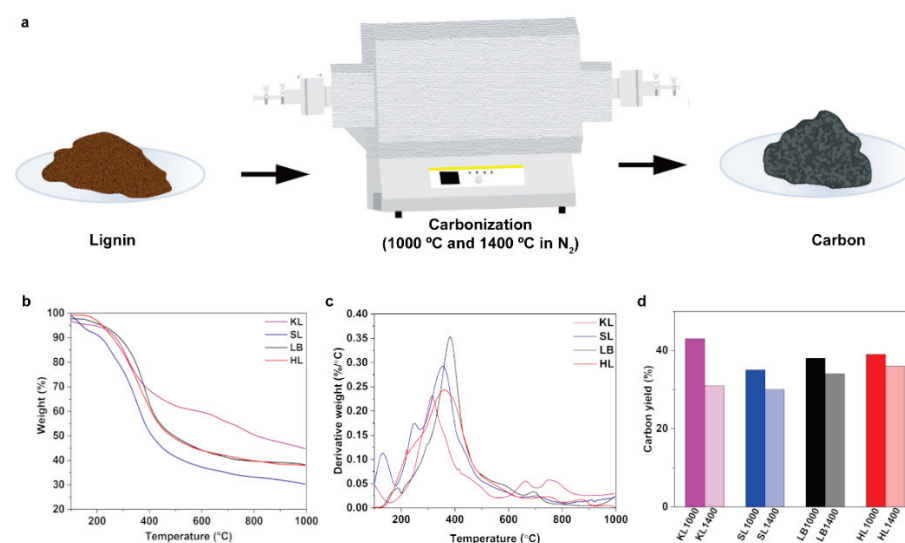 a
Lignin
Carbonization
(1000 ºC and 1400 ºC in N₂)
Carbon
b
100
90
80
70
60
50
40
30
20
Weight (%)
KL
SL
LB
HL
200
400
600
800
1000
Temperature (°C)
c
0.40
0.35
0.30
0.25
0.20
0.15
0.10
0.05
0.00
Derivative weight (%/°C)
KL
SL
LB
HL
200
400
600
800
1000
Temperature (°C)
d
40
20
0
Carbon yield (%)
KL1000
KL1400
SL1000
SL1400
LB1000
LB1400
HL1000
HL1400